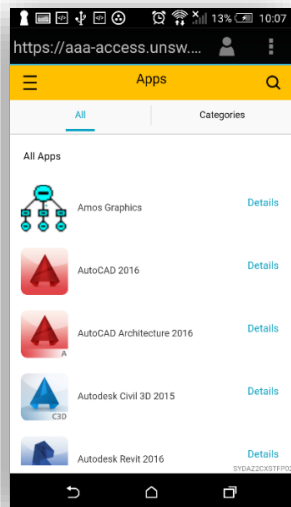 13% 10:07
https://aaa-access.unsw....
Apps
All Categories
All Apps
Amos Graphics Details
AutoCAD 2016 Details
AutoCAD Architecture 2016 Details
A
Autodesk Civil 3D 2015 Details
C3D
Autodesk Revit 2016 Details